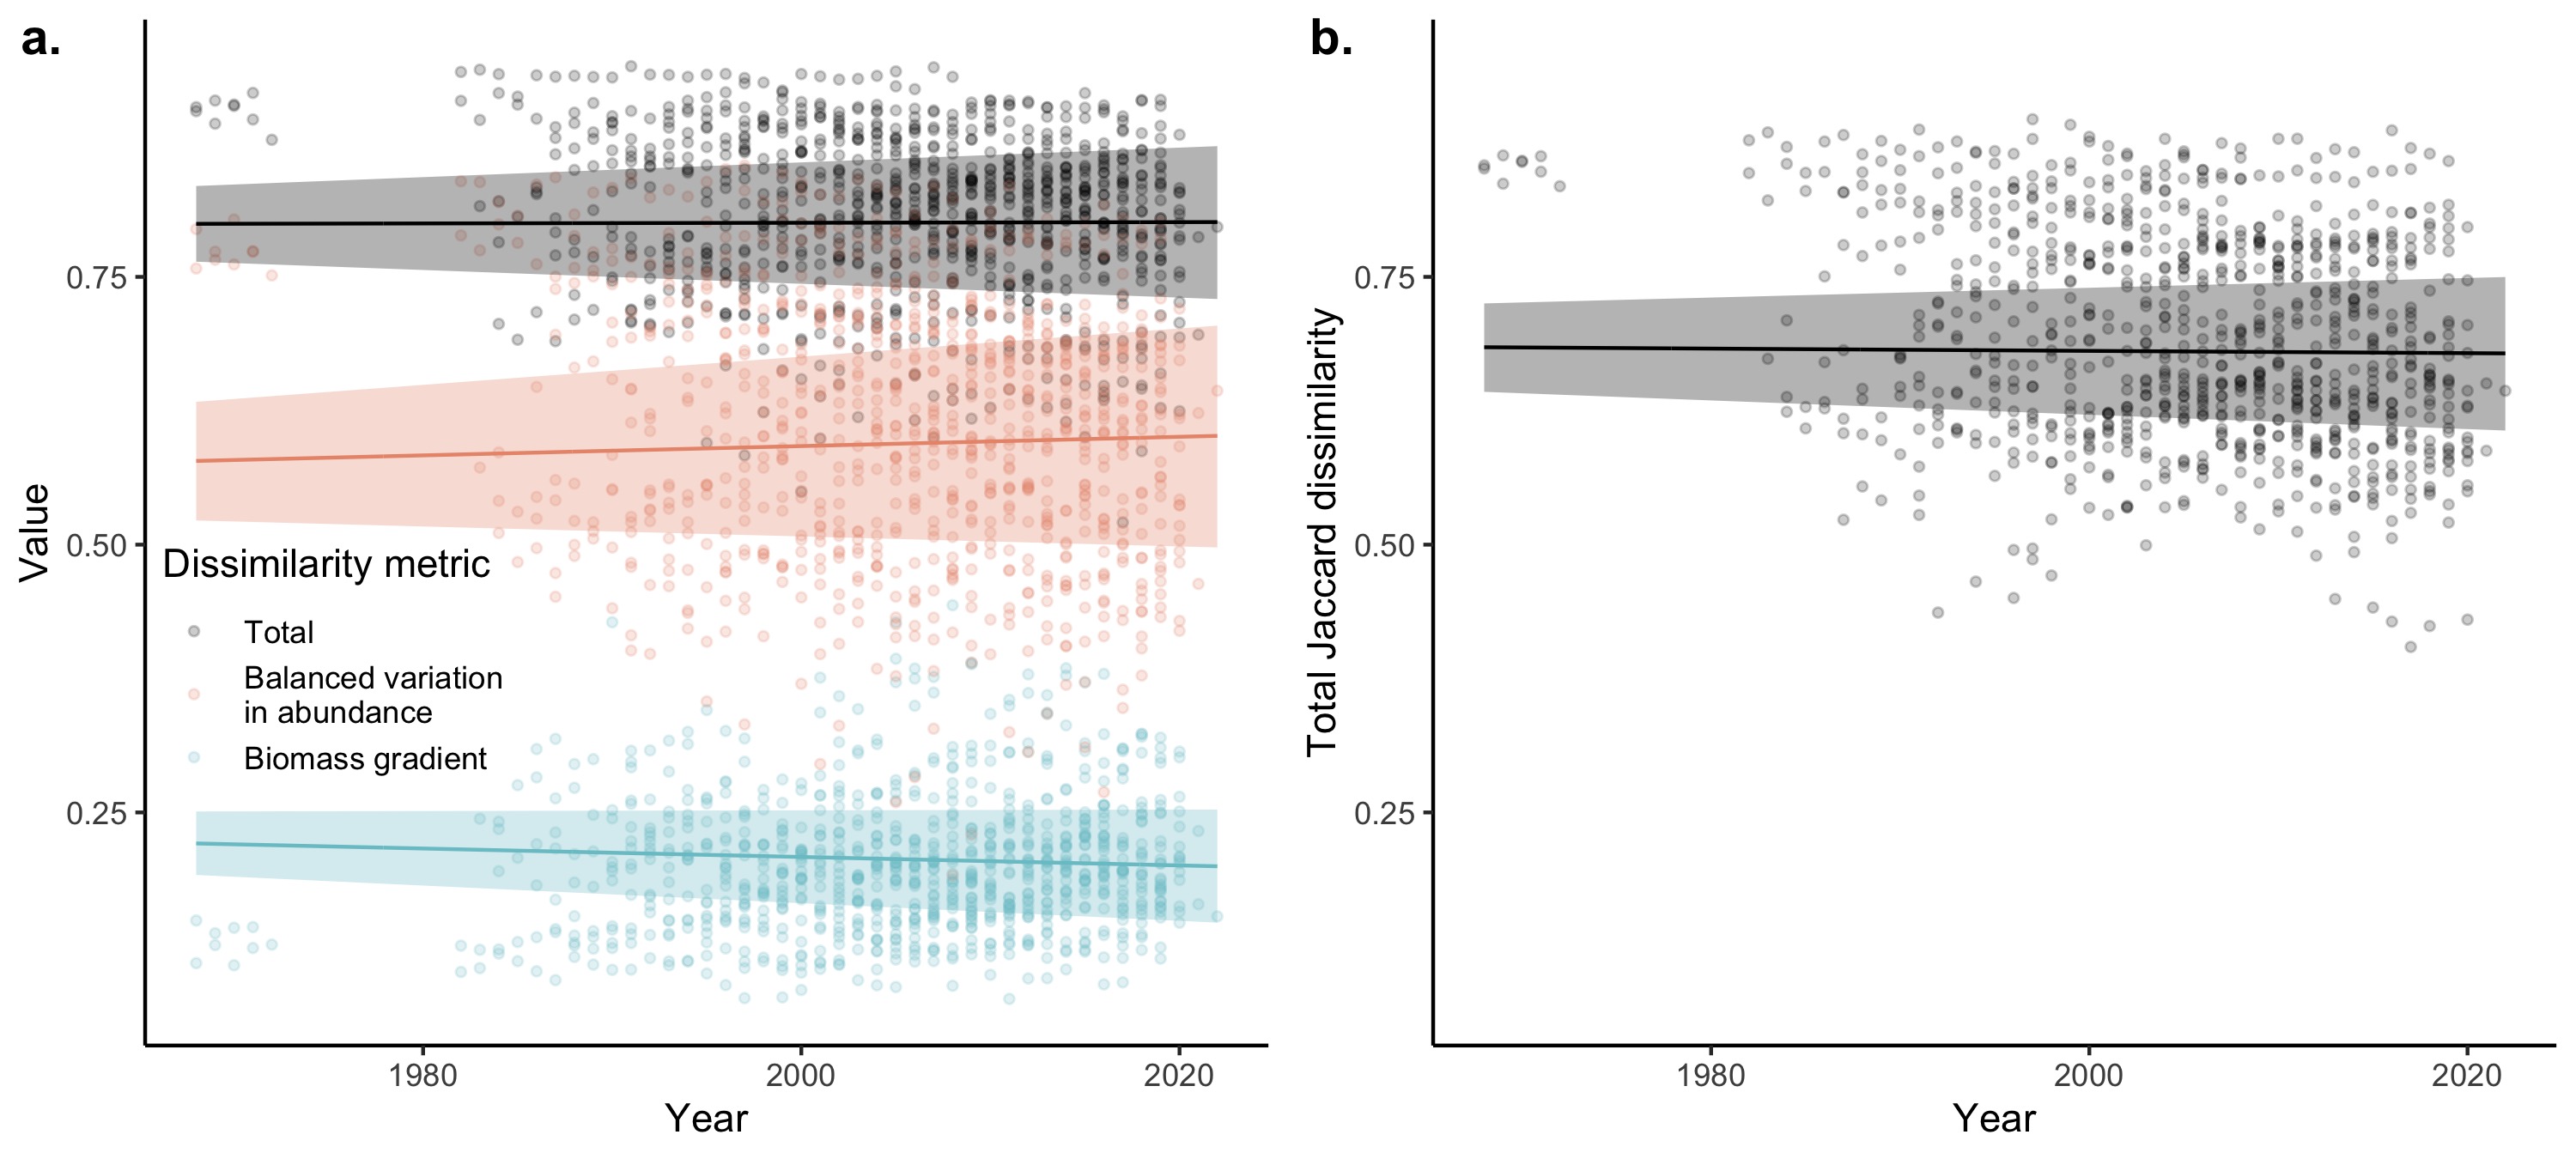 a.
Value
0.75
0.50
0.25
Dissimilarity metric
Total
Balanced variation
in abundance
Biomass gradient
1980
2000
2020
Year
b.
Total Jaccard dissimilarity
0.75
0.50
0.25
1980
2000
2020
Year